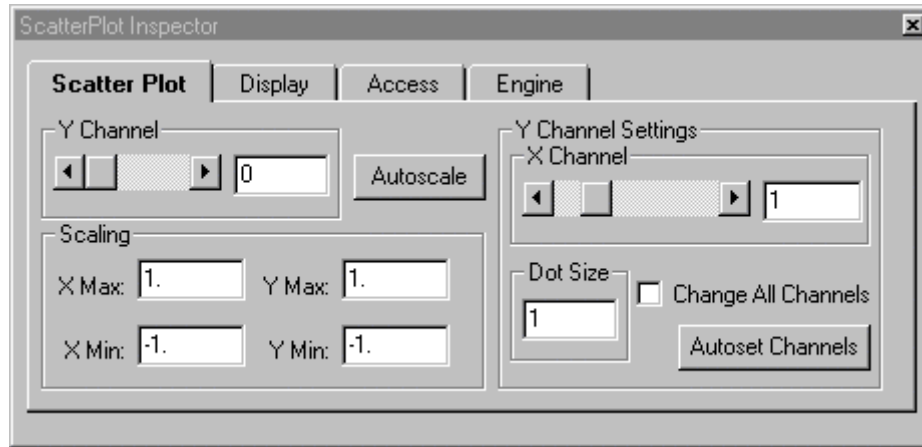 ScatterPlot Inspector
Scatter Plot Display Access Engine
Y Channel
0
Autoscale
Scaling
X Max: 1. Y Max: 1.
X Min: -1. Y Min: -1.
Y Channel Settings
X Channel
1
Dot Size
1
Change All Channels
Autoset Channels